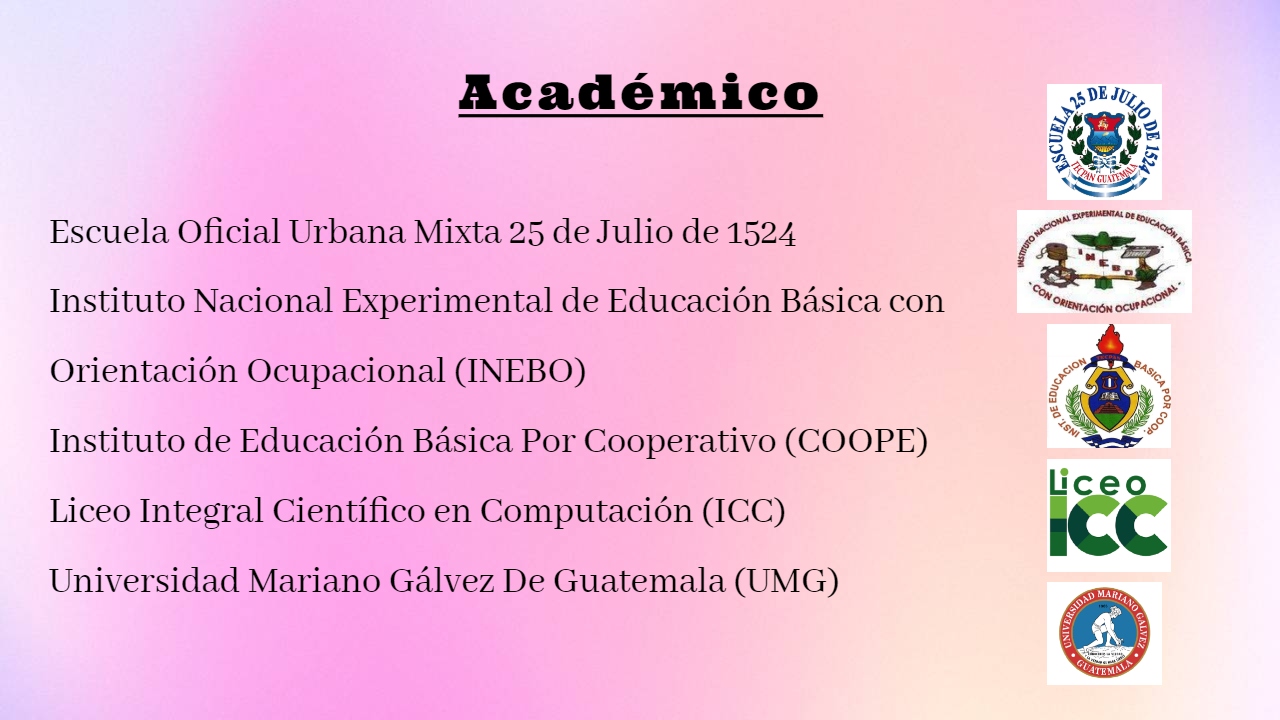 Académico
ESCUELA 25 DE JULIO DE 1524
TECPAN GUATEMALA
Escuela Oficial Urbana Mixta 25 de Julio de 1524
INSTITUTO NACIONAL EXPERIMENTAL DE EDUCACIÓN BÁSICA
INEBO
- CON ORIENTACIÓN OCUPACIONAL -
Instituto Nacional Experimental de Educación Básica con
Orientación Ocupacional (INEBO)
INST. DE EDUCACION BASICA POR COOP.
Instituto de Educación Básica Por Cooperativo (COOPE)
Liceo
ICC
Liceo Integral Científico en Computación (ICC)
Universidad Mariano Gálvez De Guatemala (UMG)
UNIVERSIDAD MARIANO GALVEZ
GUATEMALA